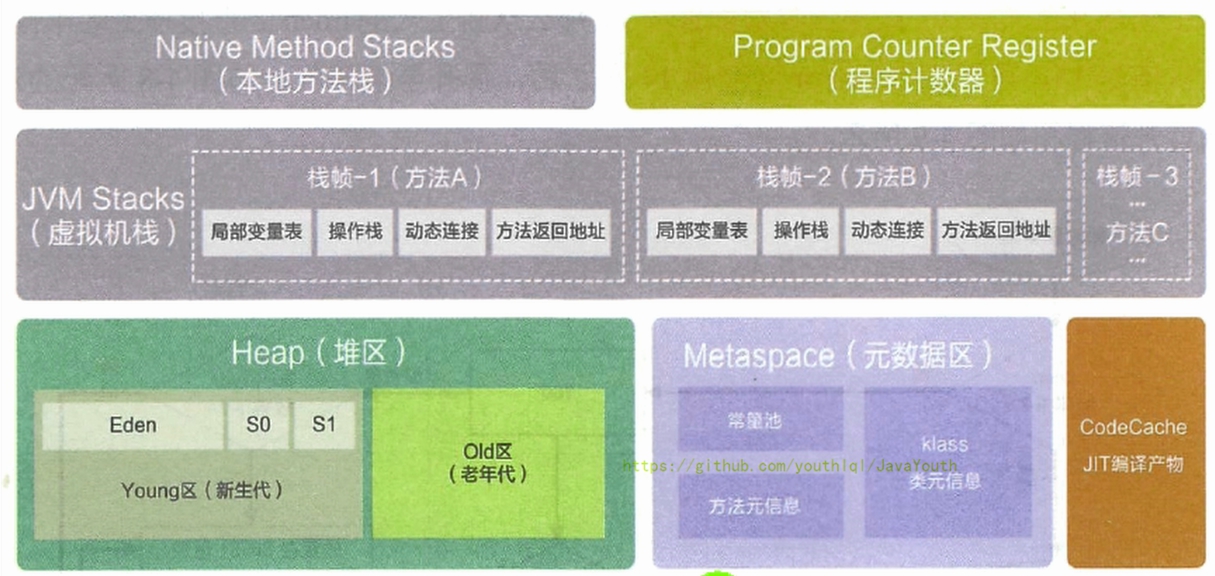 Native Method Stacks
（本地方法栈）
Program Counter Register
（程序计数器）
JVM Stacks
（虚拟机栈）
栈帧-1（方法A）
局部变量表
操作栈
动态连接
方法返回地址
栈帧-2（方法B）
局部变量表
操作栈
动态连接
方法返回地址
栈帧-3
...
方法C
...
Heap（堆区）
Eden
S0
S1
Young区（新生代）
Old区
（老年代）
Metaspace（元数据区）
常量池
方法元信息
klass
类元信息
https://github.com/youthlql/JavaYouth
CodeCache
JIT编译产物